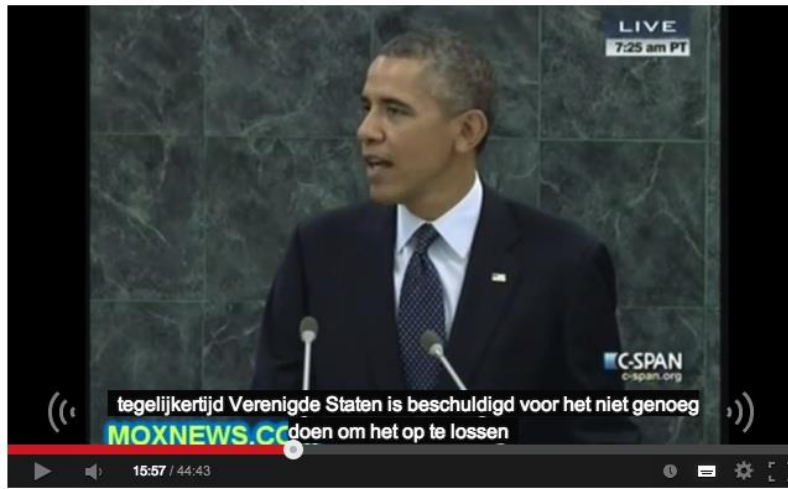 LIVE
7:25 am PT
C-SPAN
c-span.org
tegelijkertijd Verenigde Staten is beschuldigd voor het niet genoeg
doen om het op te lossen
MOXNEWS.CO
15:57 / 44:43